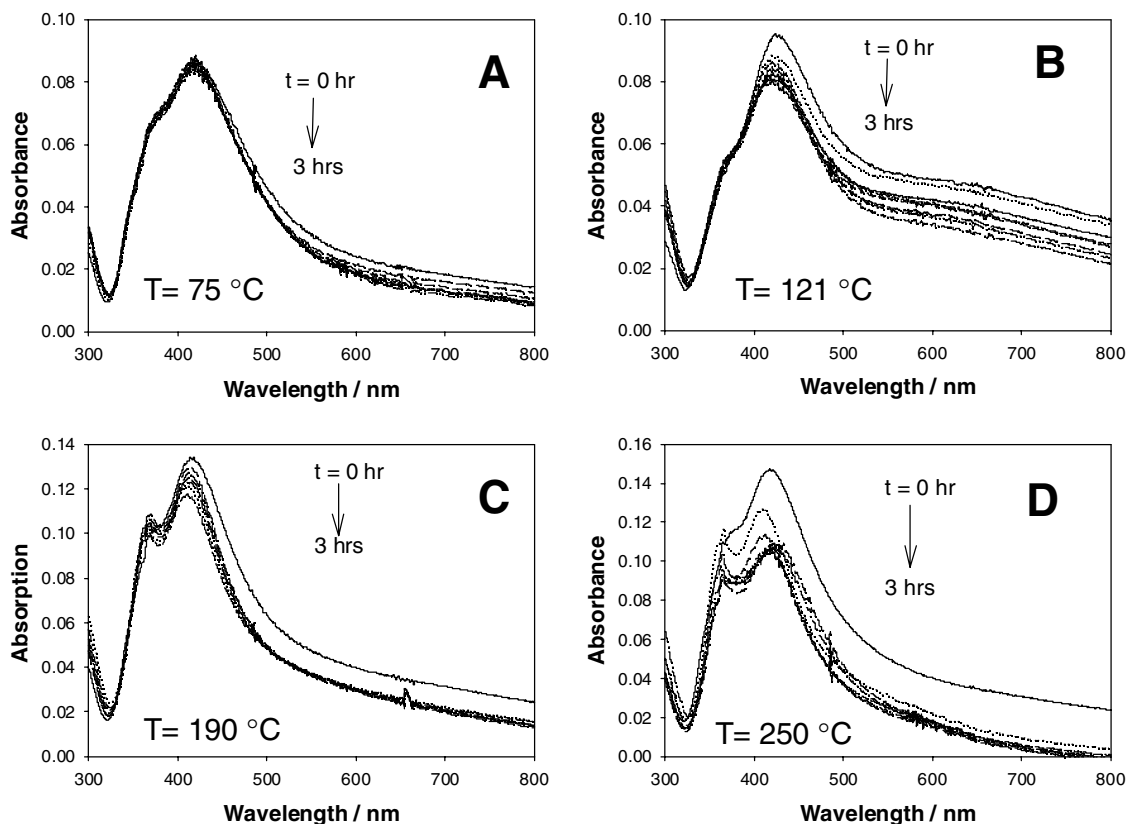 0.10
0.08
0.06
0.04
0.02
0.00
Absorbance
A
t = 0 hr
3 hrs
T= 75 °C
300 400 500 600 700 800
Wavelength / nm
0.10
0.08
0.06
0.04
0.02
0.00
Absorbance
B
t = 0 hr
3 hrs
T= 121 °C
300 400 500 600 700 800
Wavelength / nm
0.14
0.12
0.10
0.08
0.06
0.04
0.02
0.00
Absorption
C
t = 0 hr
3 hrs
T= 190 °C
300 400 500 600 700 800
Wavelength / nm
0.16
0.14
0.12
0.10
0.08
0.06
0.04
0.02
0.00
Absorbance
D
t = 0 hr
3 hrs
T= 250 °C
300 400 500 600 700 800
Wavelength / nm